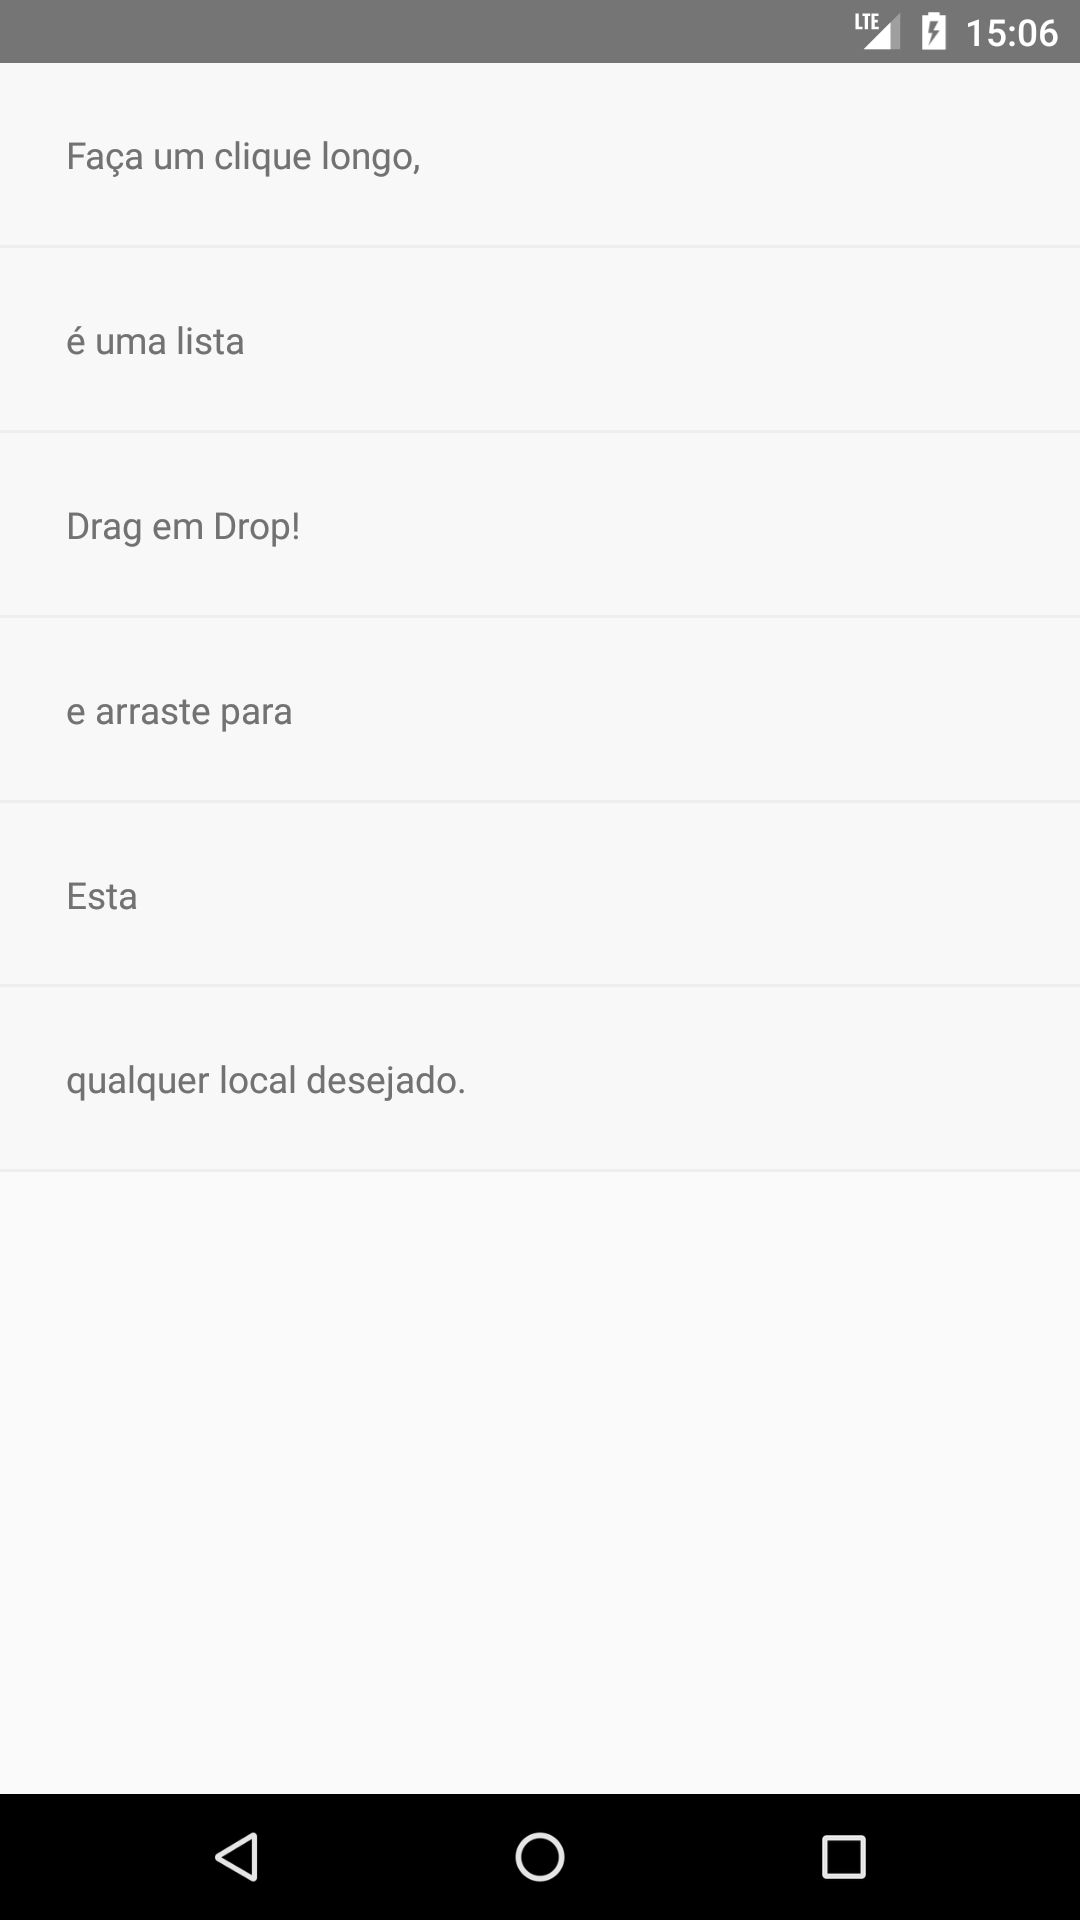 LTE 15:06
Faça um clique longo,
é uma lista
Drag em Drop!
e arraste para
Esta
qualquer local desejado.